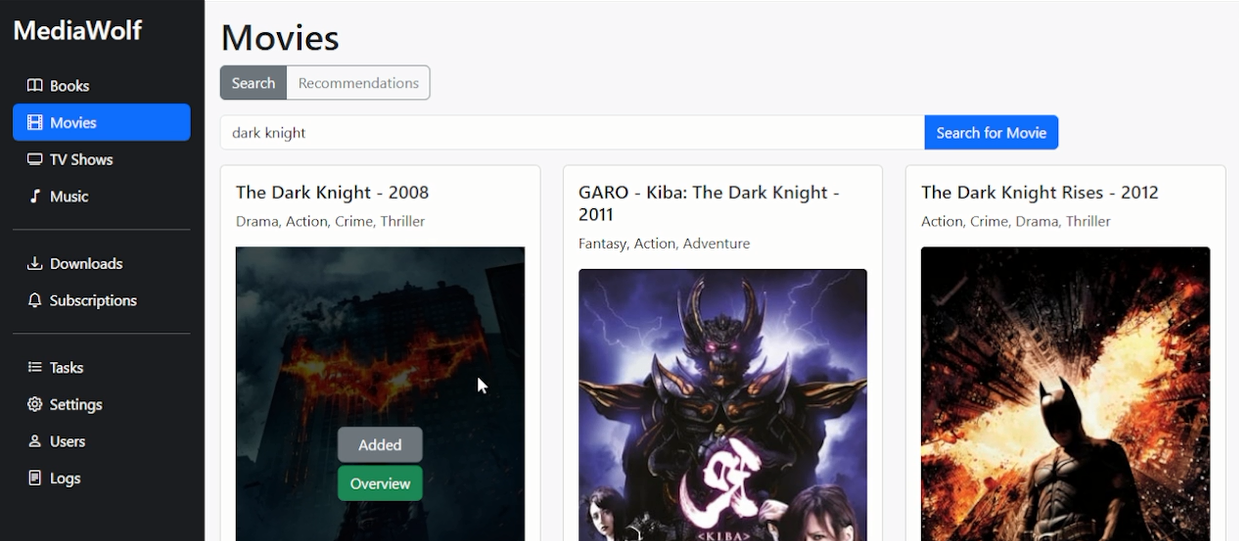 MediaWolf
Books
Movies
TV Shows
Music
Downloads
Subscriptions
Tasks
Settings
Users
Logs
Movies
Search Recommendations
dark knight Search for Movie
The Dark Knight - 2008
Drama, Action, Crime, Thriller
Added
Overview
GARO - Kiba: The Dark Knight -
2011
Fantasy, Action, Adventure
牙
<KIBA>
The Dark Knight Rises - 2012
Action, Crime, Drama, Thriller